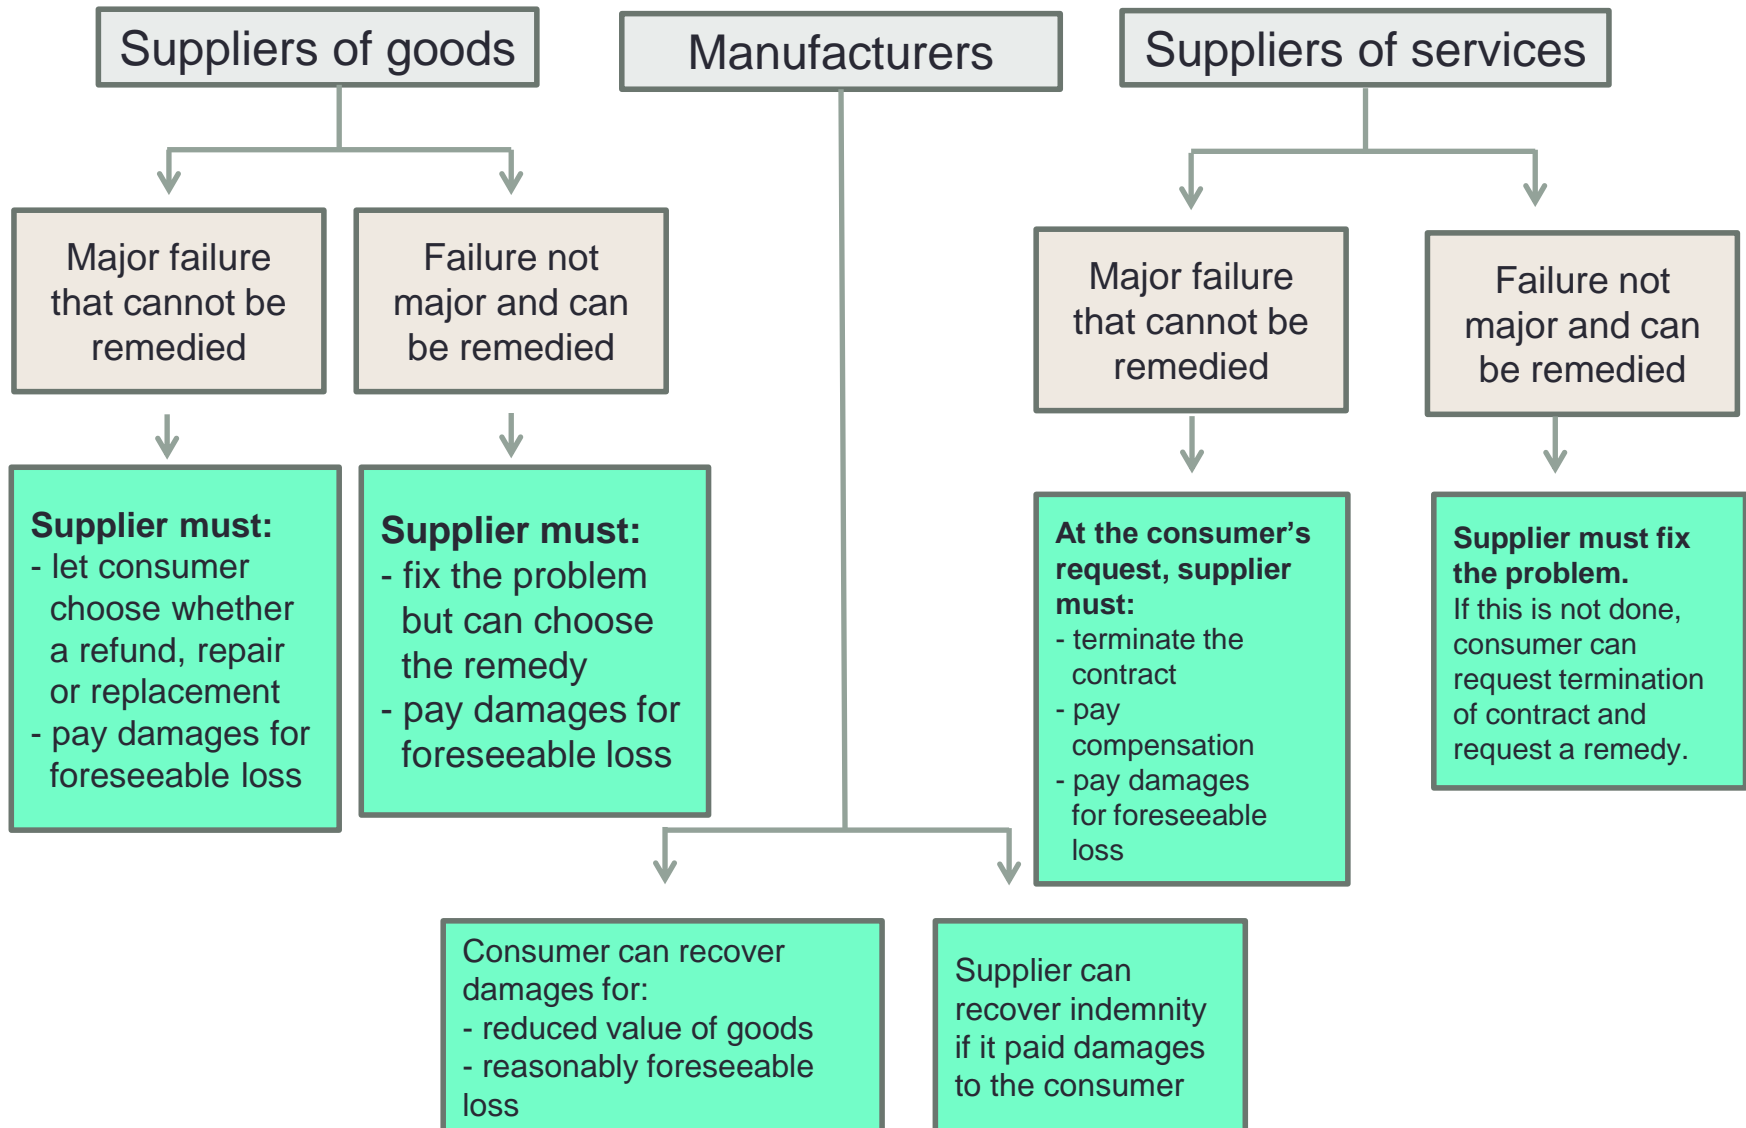 Suppliers of goods
Manufacturers
Suppliers of services
Major failure
that cannot be
remedied
Failure not
major and can
be remedied
Major failure
that cannot be
remedied
Failure not
major and can
be remedied
Supplier must:
- let consumer
choose whether
a refund, repair
or replacement
- pay damages for
foreseeable loss
Supplier must:
- fix the problem
but can choose
the remedy
- pay damages for
foreseeable loss
At the consumer’s
request, supplier
must:
- terminate the
contract
- pay
compensation
- pay damages
for foreseeable
loss
Supplier must fix
the problem.
If this is not done,
consumer can
request termination
of contract and
request a remedy.
Consumer can recover
damages for:
- reduced value of goods
- reasonably foreseeable
loss
Supplier can
recover indemnity
if it paid damages
to the consumer